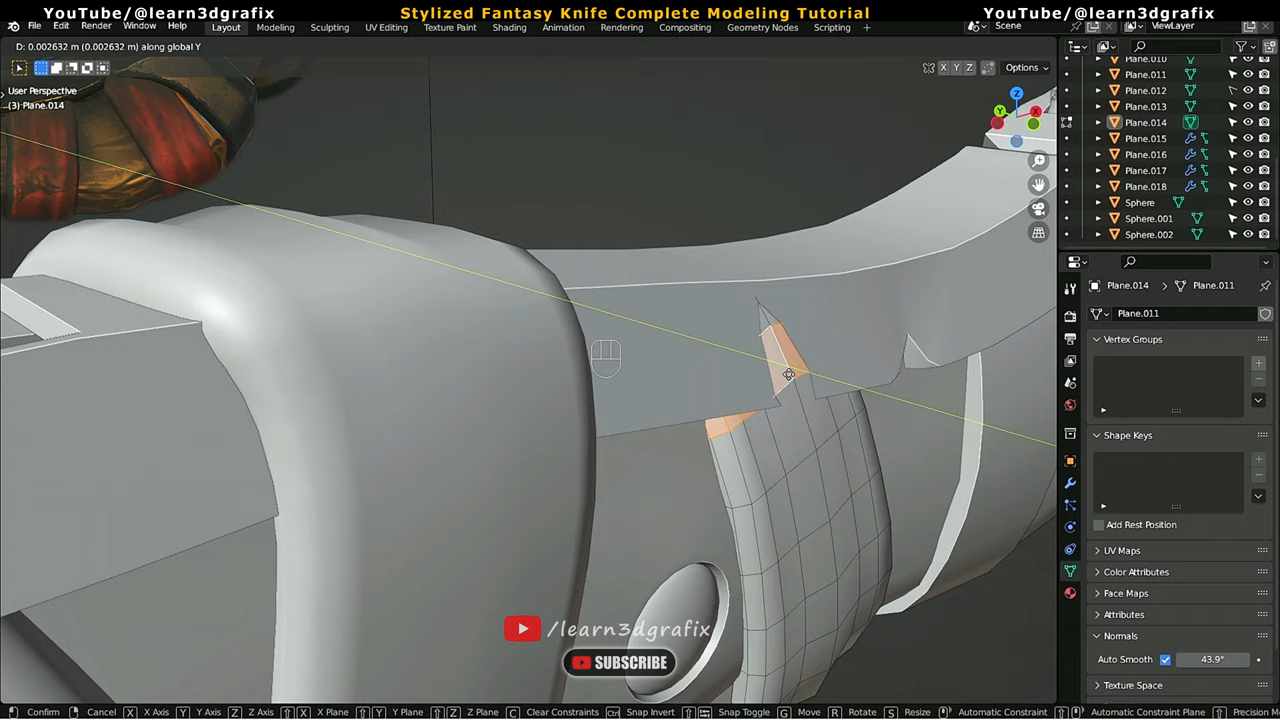 YouTube/@learn3dgrafix
Stylized Fantasy Knife Complete Modeling Tutorial
YouTube/@learn3dgrafix
File Edit Render Window Help
Layout Modeling Sculpting UV Editing Texture Paint Shading Animation Rendering Compositing Geometry Nodes Scripting +
Scene
ViewLayer
D: 0.002632 m (0.002632 m) along global Y
X Y Z
Options
User Perspective
(3) Plane.014
Z
Y
X
Plane.010
Plane.011
Plane.012
Plane.013
Plane.014
Plane.015
Plane.016
Plane.017
Plane.018
Sphere
Sphere.001
Sphere.002
Plane.014 > Plane.011
Plane.011
Vertex Groups
Shape Keys
Add Rest Position
UV Maps
Color Attributes
Face Maps
Attributes
Normals
Auto Smooth 43.9°
Texture Space
/learn3dgrafix
SUBSCRIBE
Confirm Cancel X X Axis Y Y Axis Z Z Axis X X Plane Y Y Plane Z Z Plane C Clear Constraints Ctrl Snap Invert Snap Toggle G Move R Rotate S Resize Automatic Constraint Automatic Constraint Plane Precision M